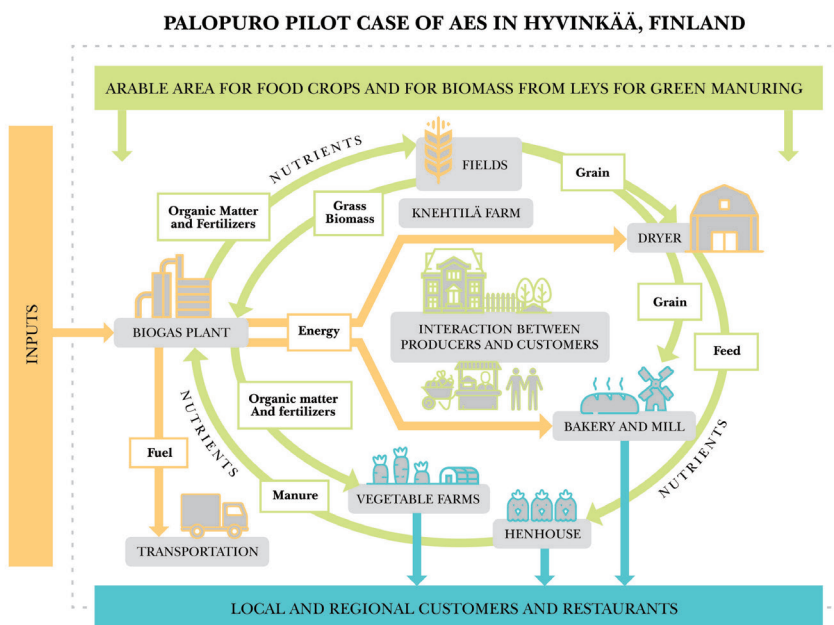 PALOPURO PILOT CASE OF AES IN HYVINKÄÄ, FINLAND
ARABLE AREA FOR FOOD CROPS AND FOR BIOMASS FROM LEYS FOR GREEN MANURING
INPUTS
NUTRIENTS
FIELDS
Grain
Organic Matter
and Fertilizers
Grass
Biomass
KNEHTILÄ FARM
DRYER
Grain
BIOGAS PLANT
Energy
INTERACTION BETWEEN
PRODUCERS AND CUSTOMERS
Feed
Organic matter
And fertilizers
NUTRIENTS
BAKERY AND MILL
NUTRIENTS
Fuel
Manure
VEGETABLE FARMS
HENHOUSE
TRANSPORTATION
LOCAL AND REGIONAL CUSTOMERS AND RESTAURANTS